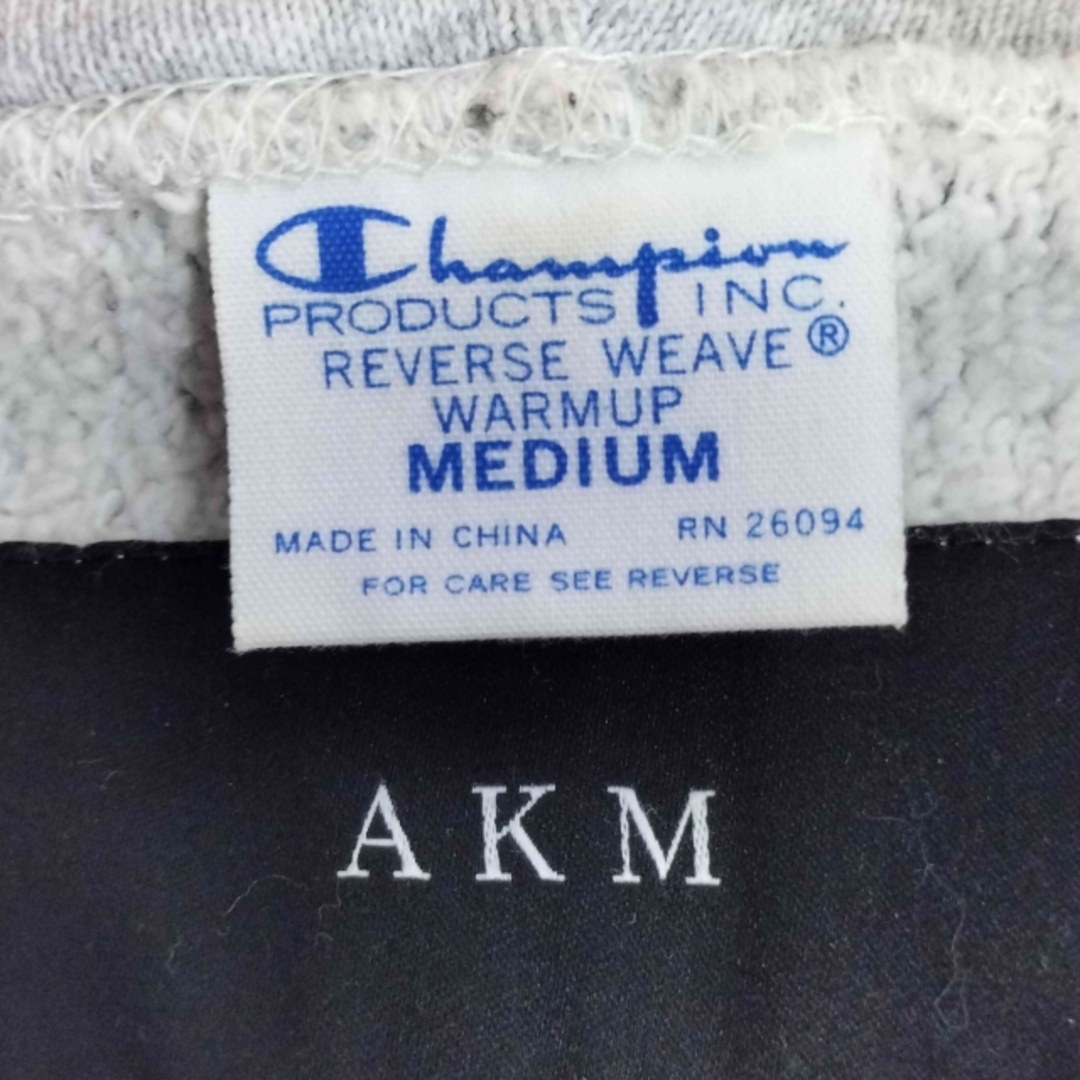 Champion
PRODUCTS INC.
REVERSE WEAVE®
WARMUP
MEDIUM
MADE IN CHINA RN 26094
FOR CARE SEE REVERSE
AKM